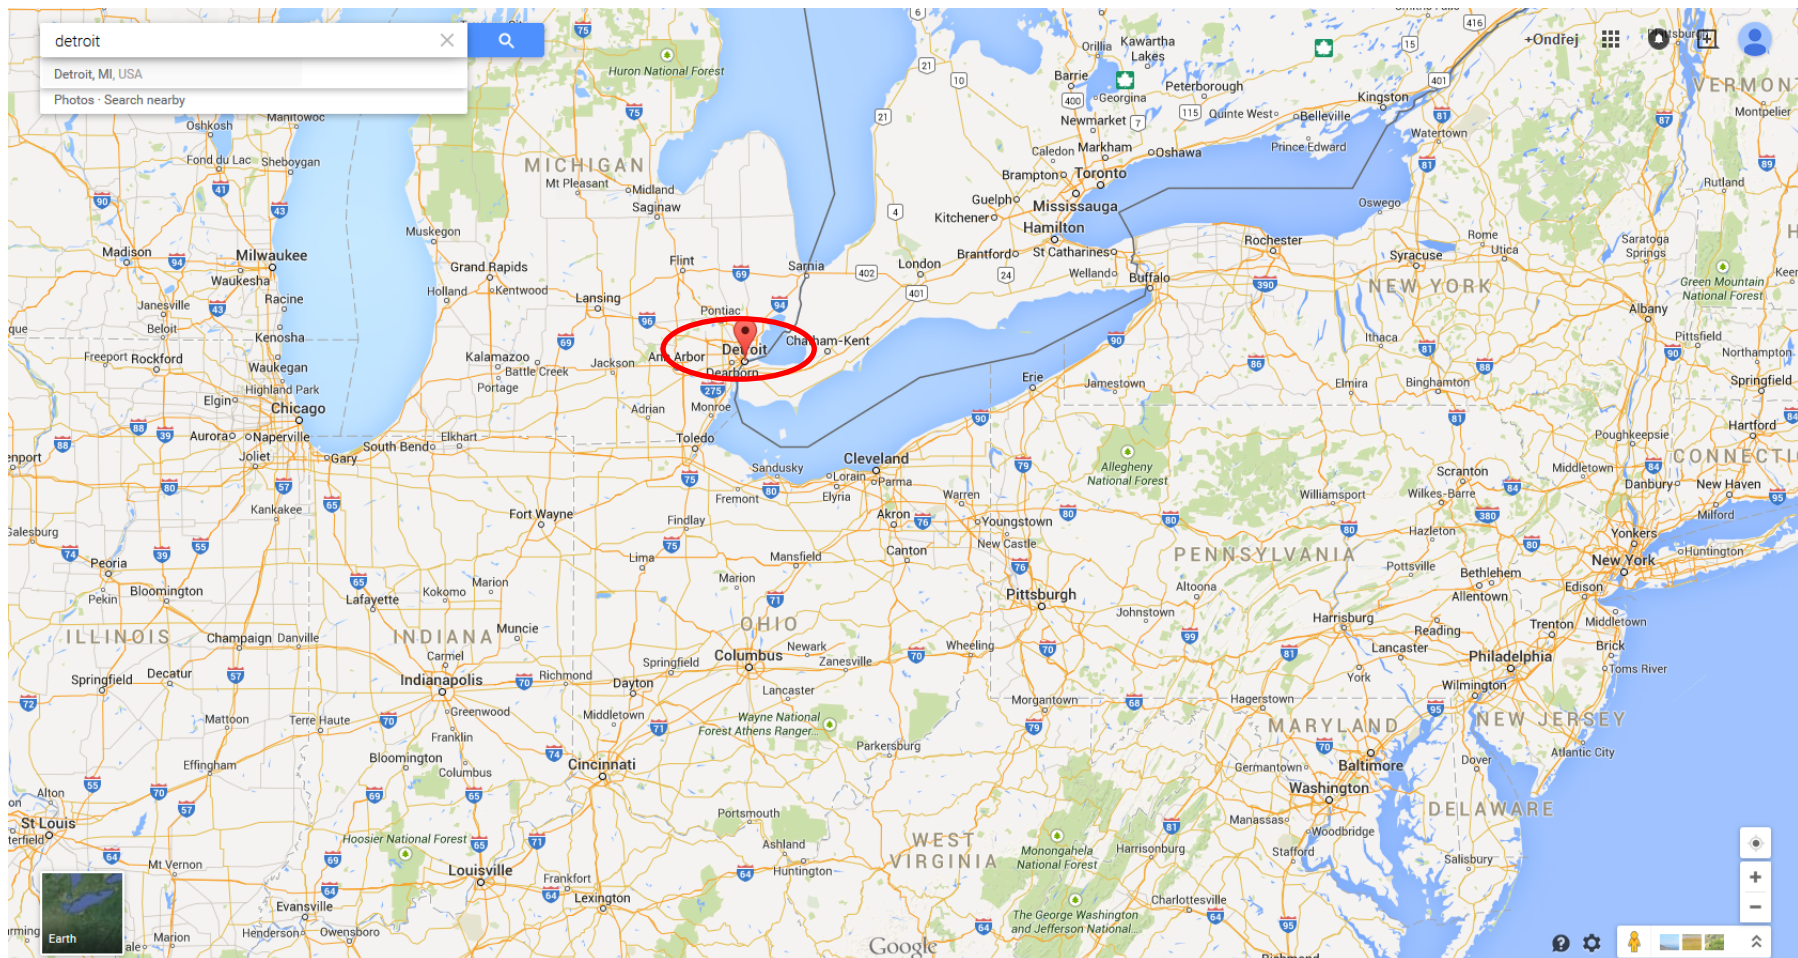 detroit
Detroit, MI, USA
Photos · Search nearby
+Ondřej
Huron National Forest
Orillia
Kawartha
Lakes
Barrie
Georgina
Peterborough
Kingston
Newmarket
Quinte West
Belleville
VERMON
Montpelier
Watertown
Manitowoc
Oshkosh
Fond du Lac
Sheboygan
MICHIGAN
Mt Pleasant
Midland
Saginaw
Caledon
Markham
Oshawa
Prince Edward
Brampton
Toronto
Guelph
Mississauga
Kitchener
Hamilton
Oswego
Rutland
Muskegon
Madison
Milwaukee
Waukesha
Grand Rapids
Flint
Sarnia
London
Brantford
St Catharines
Rochester
Rome
Utica
Syracuse
Saratoga
Springs
Welland
Buffalo
Keer
Green Mountain
National Forest
Holland
Kentwood
Lansing
Pontiac
NEW YORK
Albany
Janesville
Racine
Beloit
Kenosha
que
Freeport
Rockford
Waukegan
Highland Park
Elgin
Chicago
Kalamazoo
Battle Creek
Portage
Jackson
Ann Arbor
Detroit
Dearborn
Chatham-Kent
Ithaca
Pittsfield
Northampton
Springfield
Erie
Jamestown
Elmira
Binghamton
Adrian
Monroe
Toledo
Aurora
Naperville
Joliet
Gary
South Bend
Elkhart
enport
Poughkeepsie
Hartford
CONNECTI
Cleveland
Sandusky
Lorain
Parma
Elyria
Fremont
Allegheny
National Forest
Scranton
Middletown
Danbury
New Haven
Milford
Williamsport
Wilkes-Barre
Warren
Akron
Youngstown
Kankakee
Fort Wayne
Findlay
Galesburg
Peoria
Pekin
Bloomington
Lima
Mansfield
Canton
New Castle
PENNSYLVANIA
Hazleton
Yonkers
Huntington
New York
Pottsville
Bethlehem
Allentown
Edison
Lafayette
Kokomo
Marion
Marion
Pittsburgh
Altoona
Johnstown
Harrisburg
Reading
Trenton
Middletown
ILLINOIS
Champaign
Danville
INDIANA
Muncie
Carmel
OHIO
Columbus
Newark
Zanesville
Wheeling
Lancaster
Philadelphia
Brick
Toms River
Springfield
Decatur
Indianapolis
Richmond
Springfield
Dayton
Lancaster
York
Wilmington
Morgantown
Hagerstown
MARYLAND
NEW JERSEY
Mattoon
Terre Haute
Greenwood
Franklin
Middletown
Wayne National
Forest Athens Ranger...
Parkersburg
Atlantic City
Effingham
Bloomington
Columbus
Cincinnati
Germantown
Baltimore
Dover
Alton
Washington
DELAWARE
St Louis
Hoosier National Forest
Portsmouth
Ashland
Huntington
WEST
VIRGINIA
Monongahela
National Forest
Harrisonburg
Manassas
Woodbridge
Stafford
Salisbury
Mt Vernon
Louisville
Frankfort
Lexington
Evansville
Henderson
Owensboro
Marion
Charlottesville
The George Washington
and Jefferson National...
Earth
Google